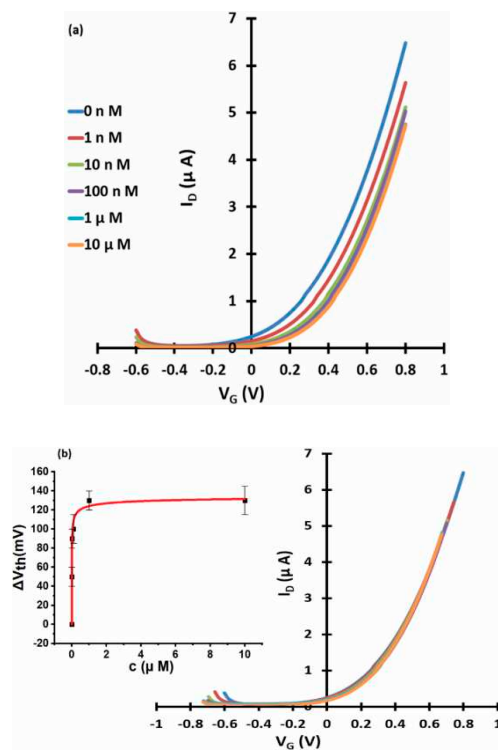 (a)
7
6
5
4
3
2
1
0
I_D (µ A)
0 n M
1 n M
10 n M
100 n M
1 µ M
10 µ M
-0.8 -0.6 -0.4 -0.2 0 0.2 0.4 0.6 0.8 1
V_G (V)
(b)
160
140
120
100
80
60
40
20
0
-20
ΔVth(mV)
0 2 4 6 8 10
c (µ M)
7
6
5
4
3
2
1
0
I_D (µ A)
-1 -0.8 -0.6 -0.4 -0.2 0 0.2 0.4 0.6 0.8 1
V_G (V)